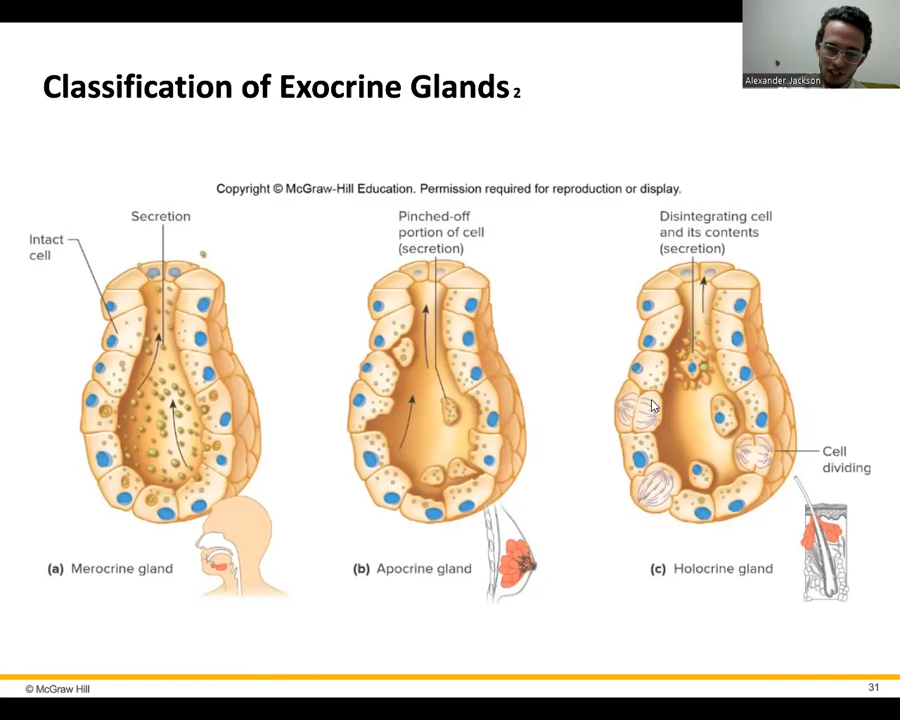 Alexander Jackson
Classification of Exocrine Glands 2
Copyright © McGraw-Hill Education. Permission required for reproduction or display.
Secretion
Intact
cell
Pinched-off
portion of cell
(secretion)
Disintegrating cell
and its contents
(secretion)
Cell
dividing
(a) Merocrine gland
(b) Apocrine gland
(c) Holocrine gland
© McGraw Hill
31